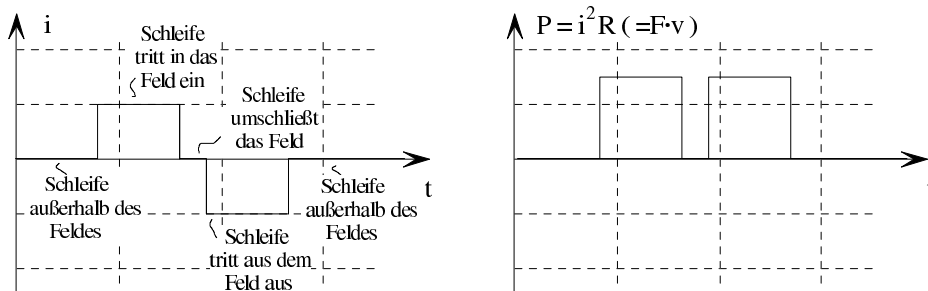 i
Schleife
tritt in das
Feld ein
Schleife
umschließt
das Feld
Schleife
außerhalb des
Feldes
Schleife
tritt aus dem
Feld aus
Schleife
außerhalb des
Feldes
t
P = i²R ( =F·v )